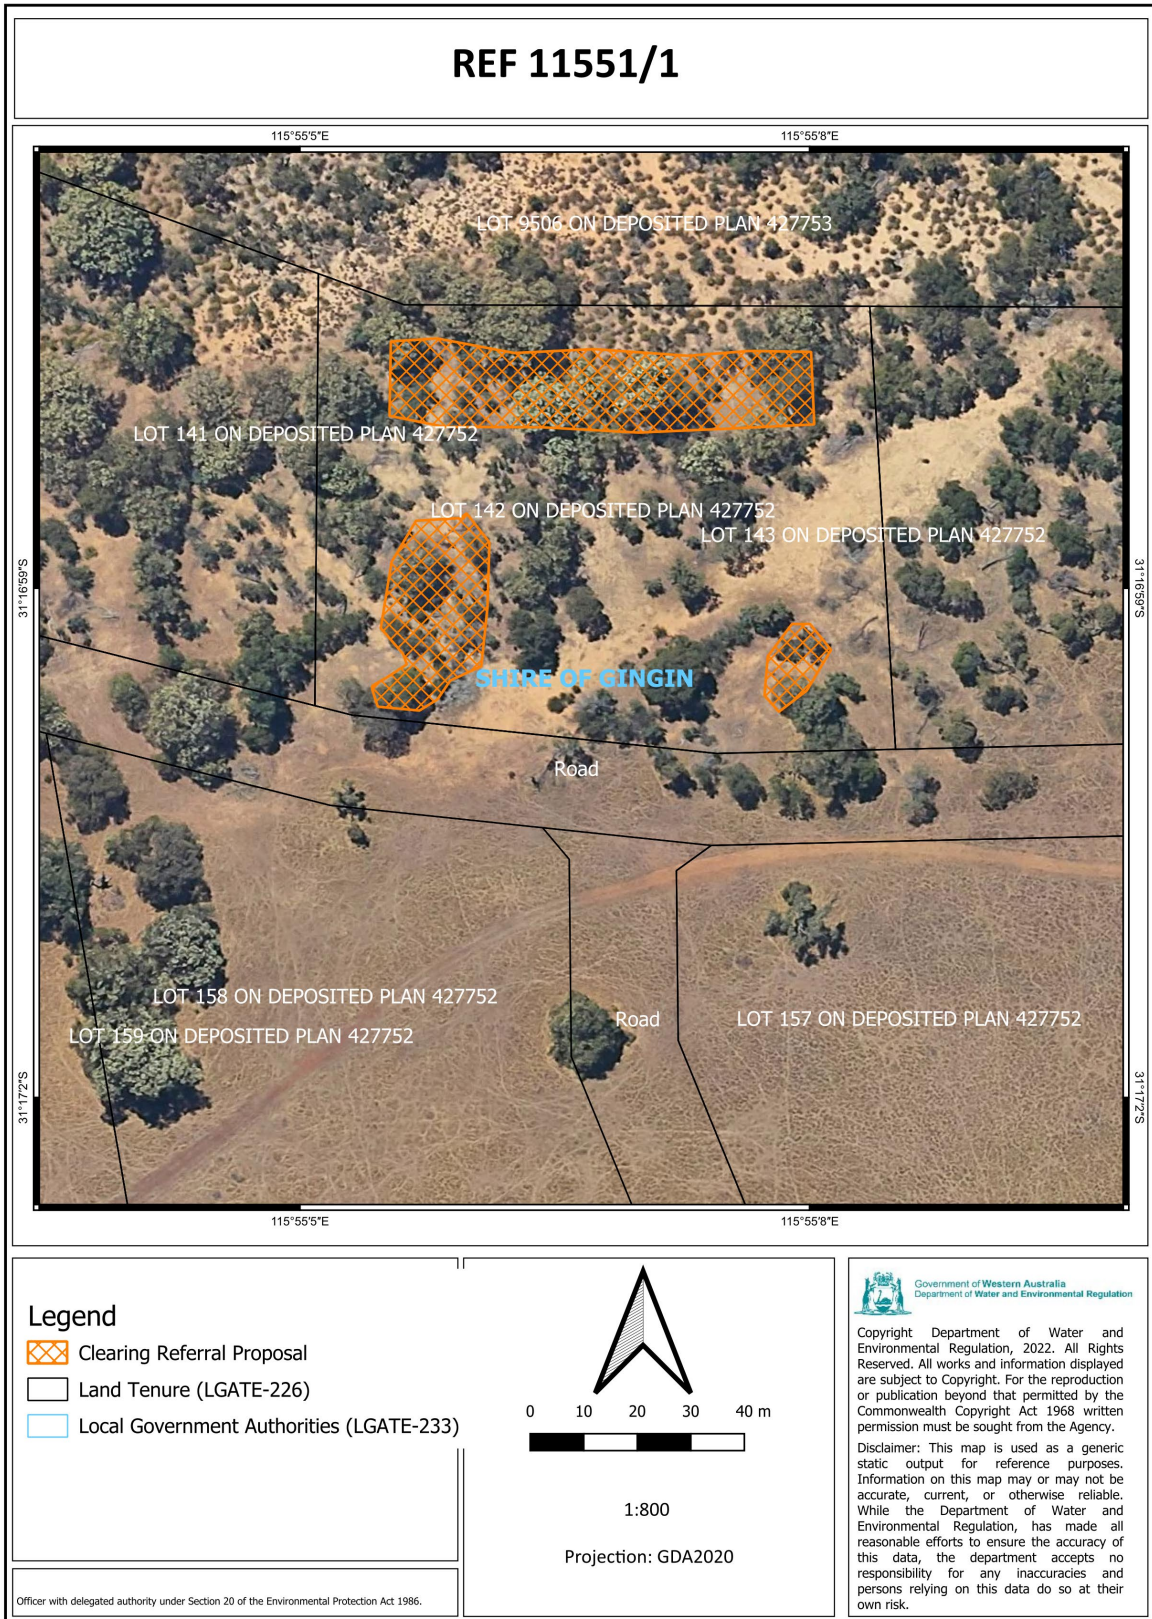 REF 11551/1
115°55'5"E
115°55'8"E
LOT 9506 ON DEPOSITED PLAN 427753
LOT 141 ON DEPOSITED PLAN 427752
LOT 142 ON DEPOSITED PLAN 427752
LOT 143 ON DEPOSITED PLAN 427752
31°16'59"S
31°16'59"S
SHIRE OF GINGIN
Road
LOT 158 ON DEPOSITED PLAN 427752
Road
LOT 157 ON DEPOSITED PLAN 427752
LOT 159 ON DEPOSITED PLAN 427752
31°17'2"S
31°17'2"S
115°55'5"E
115°55'8"E
Legend
Clearing Referral Proposal
Land Tenure (LGATE-226)
Local Government Authorities (LGATE-233)
Officer with delegated authority under Section 20 of the Environmental Protection Act 1986.
0 10 20 30 40 m
1:800
Projection: GDA2020
Government of Western Australia
Department of Water and Environmental Regulation
Copyright Department of Water and
Environmental Regulation, 2022. All Rights
Reserved. All works and information displayed
are subject to Copyright. For the reproduction
or publication beyond that permitted by the
Commonwealth Copyright Act 1968 written
permission must be sought from the Agency.
Disclaimer: This map is used as a generic
static output for reference purposes.
Information on this map may or may not be
accurate, current, or otherwise reliable.
While the Department of Water and
Environmental Regulation, has made all
reasonable efforts to ensure the accuracy of
this data, the department accepts no
responsibility for any inaccuracies and
persons relying on this data do so at their
own risk.